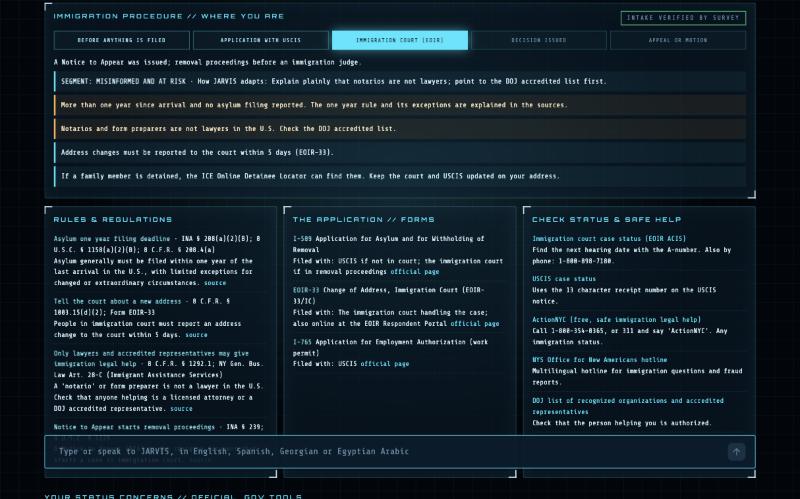 IMMIGRATION PROCEDURE // WHERE YOU ARE
INTAKE VERIFIED BY SURVEY
BEFORE ANYTHING IS FILED
APPLICATION WITH USCIS
IMMIGRATION COURT (EOIR)
DECISION ISSUED
APPEAL OR MOTION
A Notice to Appear was issued; removal proceedings before an immigration judge.
SEGMENT: MISINFORMED AND AT RISK · How JARVIS adapts: Explain plainly that notarios are not lawyers; point to the DOJ accredited list first.
More than one year since arrival and no asylum filing reported. The one year rule and its exceptions are explained in the sources.
Notarios and form preparers are not lawyers in the U.S. Check the DOJ accredited list.
Address changes must be reported to the court within 5 days (EOIR-33).
If a family member is detained, the ICE Online Detainee Locator can find them. Keep the court and USCIS updated on your address.
RULES & REGULATIONS
Asylum one year filing deadline · INA § 208(a)(2)(B); 8
U.S.C. § 1158(a)(2)(B); 8 C.F.R. § 208.4(a)
Asylum generally must be filed within one year of the
last arrival in the U.S., with limited exceptions for
changed or extraordinary circumstances. source
Tell the court about a new address · 8 C.F.R. §
1003.15(d)(2); Form EOIR-33
People in immigration court must report an address
change to the court within 5 days. source
Only lawyers and accredited representatives may give
immigration legal help · 8 C.F.R. § 1292.1; NY Gen. Bus.
Law Art. 28-C (Immigrant Assistance Services)
A 'notario' or form preparer is not a lawyer in the U.S.
Check that anyone helping is a licensed attorney or a
DOJ accredited representative. source
Notice to Appear starts removal proceedings · INA § 239;
THE APPLICATION // FORMS
I-589 Application for Asylum and for Withholding of
Removal
Filed with: USCIS if not in court; the immigration court
if in removal proceedings official page
EOIR-33 Change of Address, Immigration Court (EOIR-
33/IC)
Filed with: The immigration court handling the case;
also online at the EOIR Respondent Portal official page
I-765 Application for Employment Authorization (work
permit)
Filed with: USCIS official page
CHECK STATUS & SAFE HELP
Immigration court case status (EOIR ACIS)
Find the next hearing date with the A-number. Also by
phone: 1-800-898-7180.
USCIS case status
Uses the 13 character receipt number on the USCIS
notice.
ActionNYC (free, safe immigration legal help)
Call 1-800-354-0365, or 311 and say 'ActionNYC'. Any
immigration status.
NYS Office for New Americans hotline
Multilingual hotline for immigration questions and fraud
reports.
DOJ list of recognized organizations and accredited
representatives
Check that the person helping you is authorized.
Type or speak to JARVIS, in English, Spanish, Georgian or Egyptian Arabic
YOUR STATUS CONCERNS // OFFICIAL .GOV TOOLS